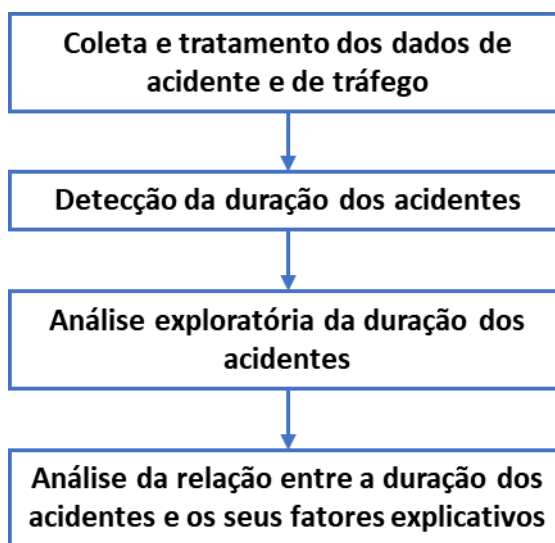 Coleta e tratamento dos dados de
acidente e de tráfego
Detecção da duração dos acidentes
Análise exploratória da duração dos
acidentes
Análise da relação entre a duração dos
acidentes e os seus fatores explicativos